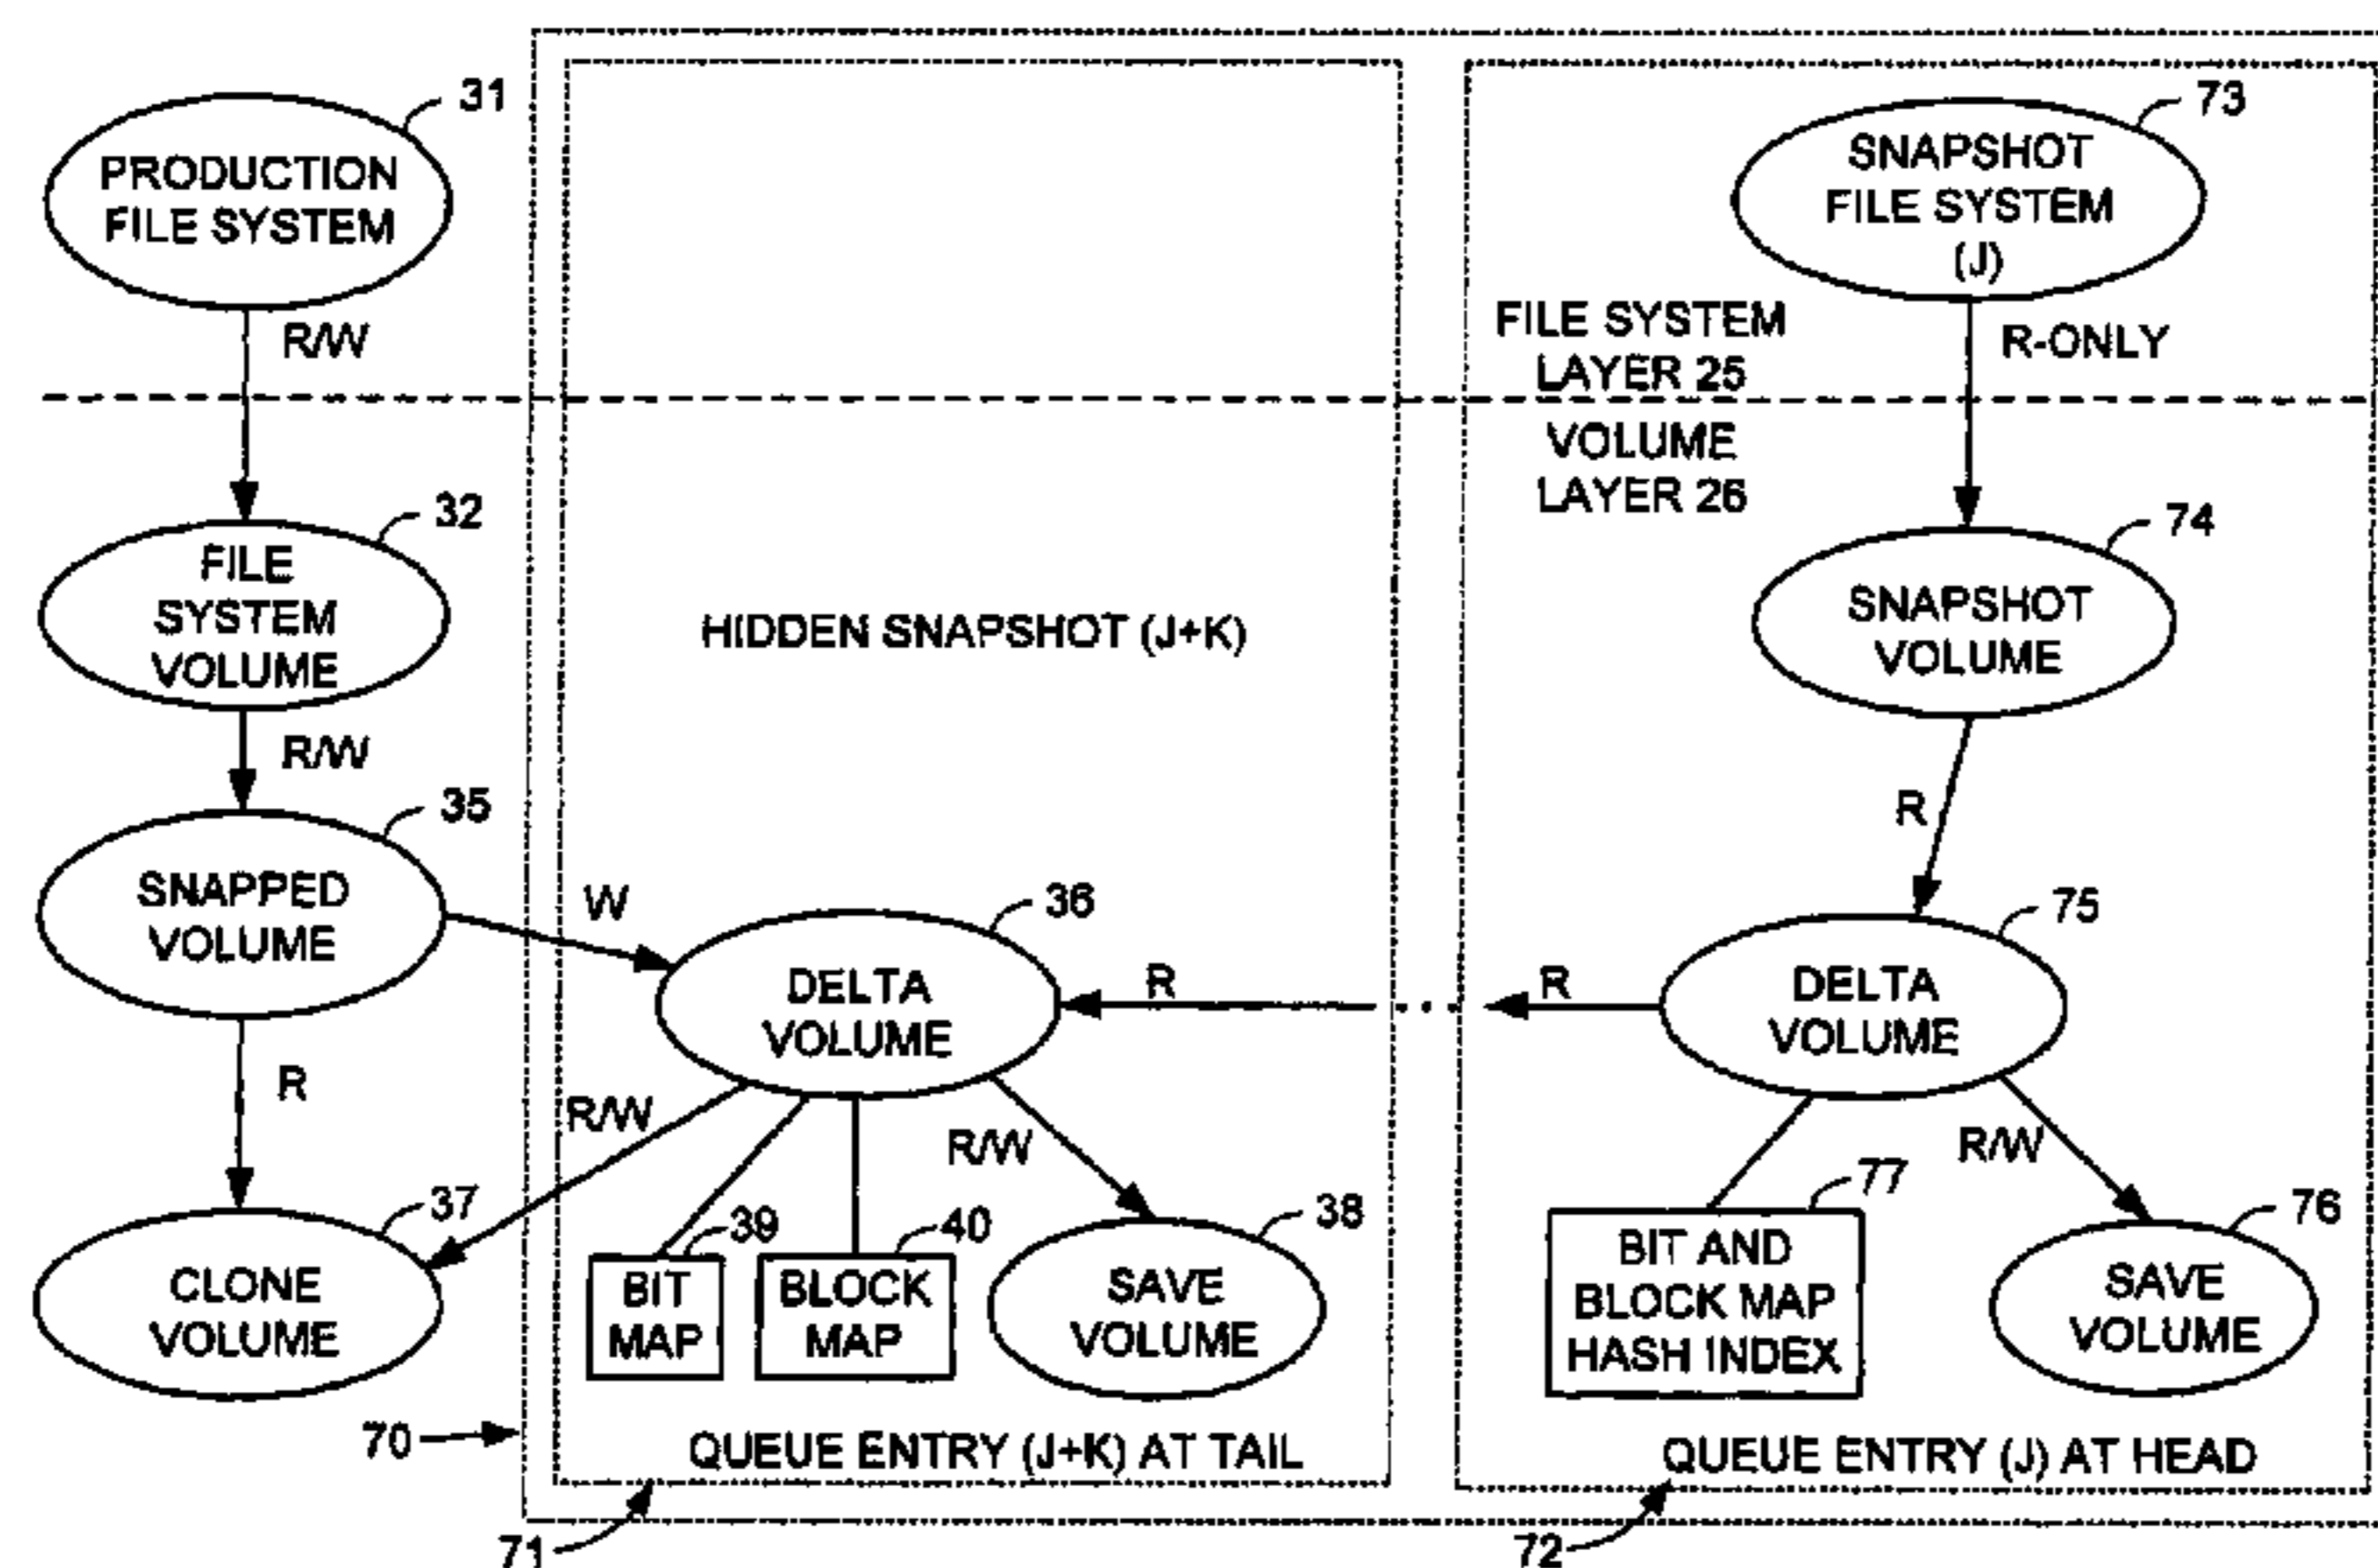 31
PRODUCTION
FILE SYSTEM
R/W
73
SNAPSHOT
FILE SYSTEM
(J)
FILE SYSTEM
LAYER 25
R-ONLY
VOLUME
LAYER 26
32
FILE
SYSTEM
VOLUME
R/W
HIDDEN SNAPSHOT (J+K)
74
SNAPSHOT
VOLUME
R
35
SNAPPED
VOLUME
W
R
36
DELTA
VOLUME
R
R
75
DELTA
VOLUME
R/W
R/W
R/W
37
CLONE
VOLUME
39
BIT
MAP
40
BLOCK
MAP
38
SAVE
VOLUME
77
BIT AND
BLOCK MAP
HASH INDEX
76
SAVE
VOLUME
70
QUEUE ENTRY (J+K) AT TAIL
QUEUE ENTRY (J) AT HEAD
71
72